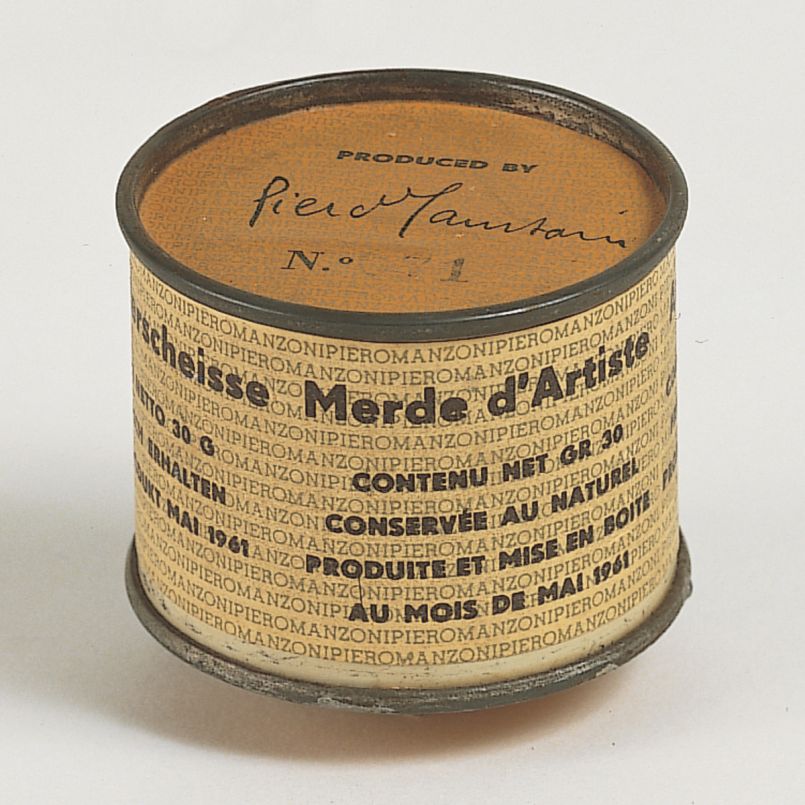 PRODUCED BY
Piero Manzoni
N.°
rscheisse
NETTO 30 G
ERHALTEN
MAI 1961
Merde d'Artiste
CONTENU NET GR 30
CONSERVÉE AU NATUREL
PRODUITE ET MISE EN BOITE
AU MOIS DE MAI 1961